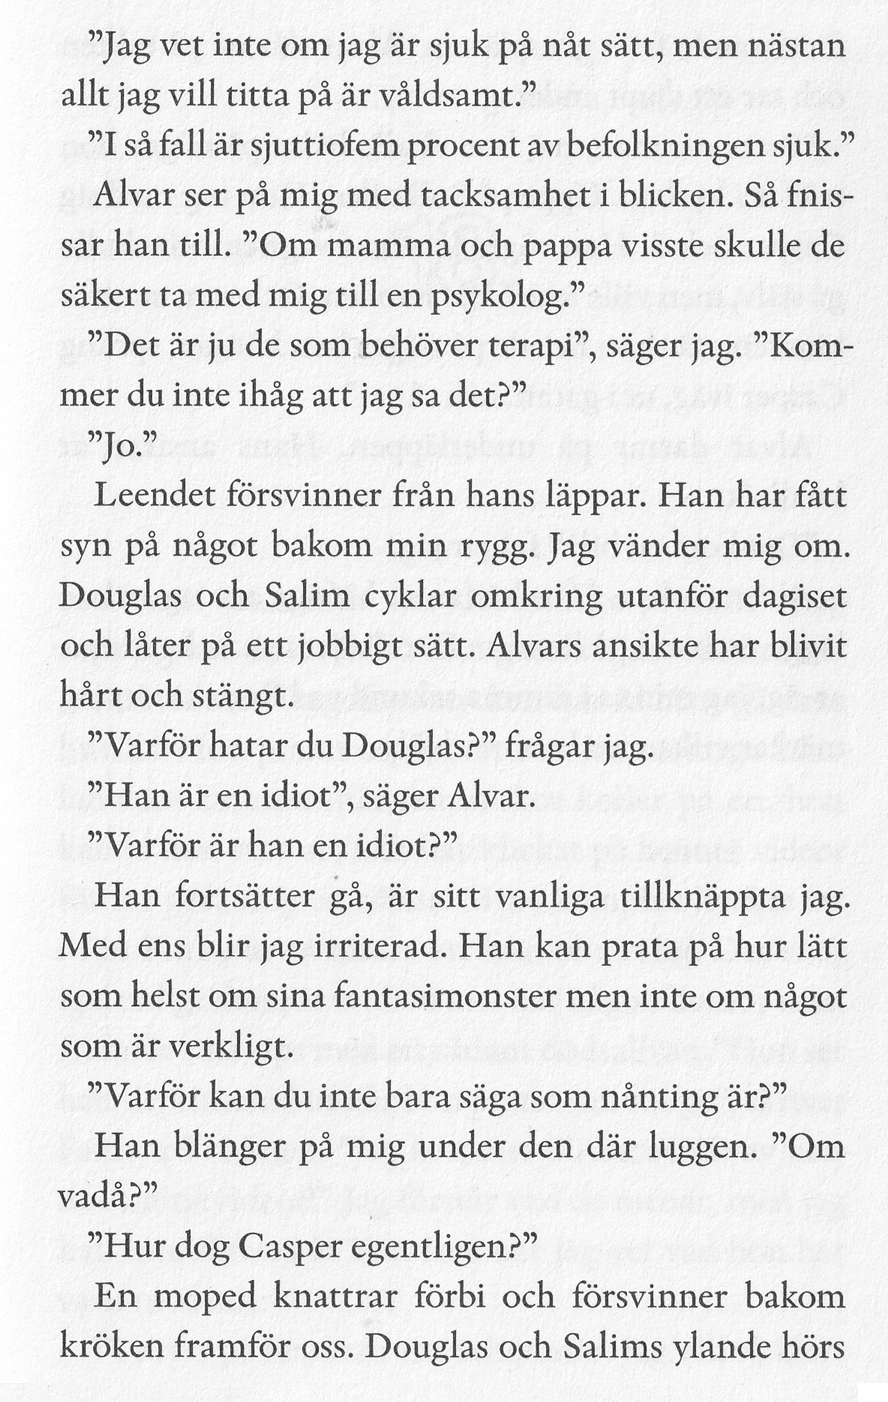 ”Jag vet inte om jag är sjuk på nåt sätt, men nästan
allt jag vill titta på är våldsamt.”
”I så fall är sjuttiofem procent av befolkningen sjuk.”
Alvar ser på mig med tacksamhet i blicken. Så fnis-
sar han till. ”Om mamma och pappa visste skulle de
säkert ta med mig till en psykolog.”
”Det är ju de som behöver terapi”, säger jag. ”Kom-
mer du inte ihåg att jag sa det?”
”Jo.”
Leendet försvinner från hans läppar. Han har fått
syn på något bakom min rygg. Jag vänder mig om.
Douglas och Salim cyklar omkring utanför dagiset
och låter på ett jobbigt sätt. Alvars ansikte har blivit
hårt och stängt.
”Varför hatar du Douglas?” frågar jag.
”Han är en idiot”, säger Alvar.
”Varför är han en idiot?”
Han fortsätter gå, är sitt vanliga tillknäppta jag.
Med ens blir jag irriterad. Han kan prata på hur lätt
som helst om sina fantasimonster men inte om något
som är verkligt.
”Varför kan du inte bara säga som nånting är?”
Han blänger på mig under den där luggen. ”Om
vadå?”
”Hur dog Casper egentligen?”
En moped knattrar förbi och försvinner bakom
kröken framför oss. Douglas och Salims ylande hörs